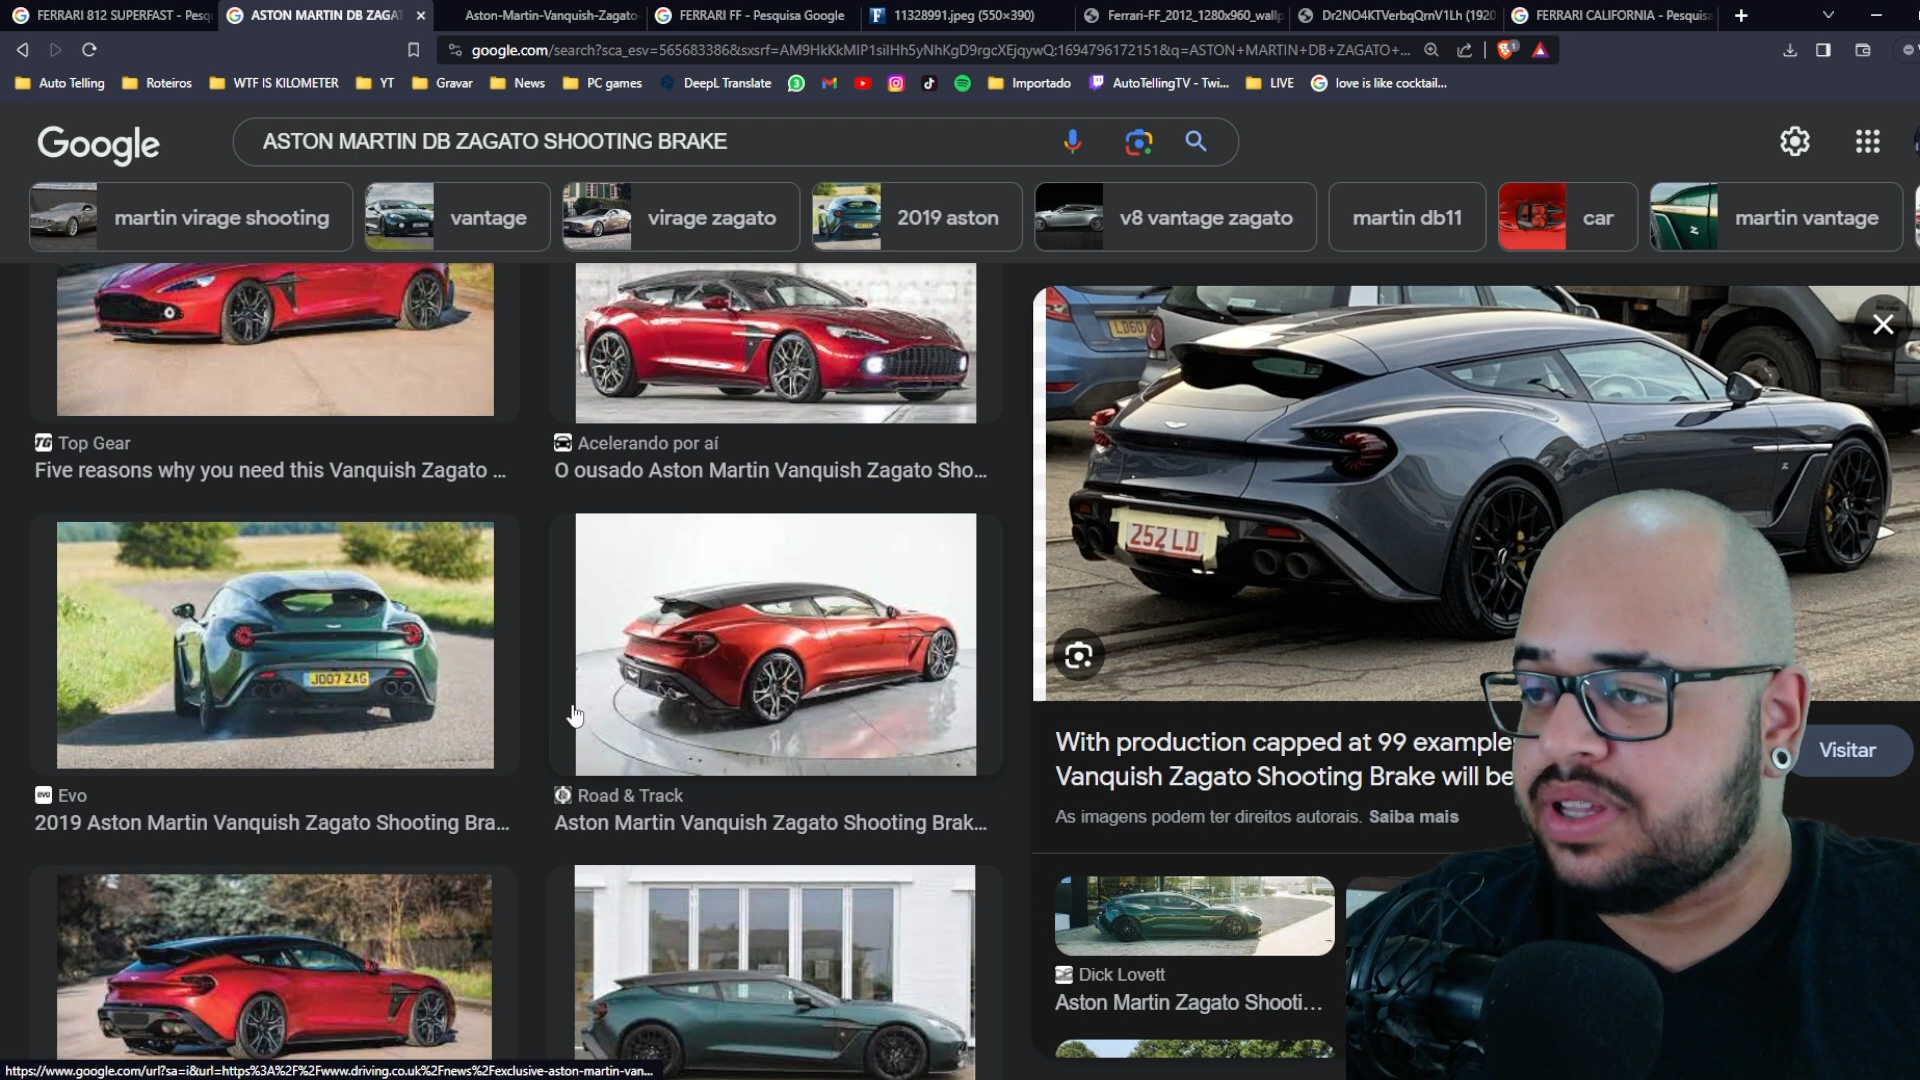 FERRARI 812 SUPERFAST - Pesq
ASTON MARTIN DB ZAGA
Aston-Martin-Vanquish-Zagato-
FERRARI FF - Pesquisa Google
11328991.jpeg (550×390)
Ferrari-FF_2012_1280x960_wallp
Dr2NO4KTVerbqQrnV1Lh (1920
FERRARI CALIFORNIA - Pesquis
google.com/search?sca_esv=565683386&sxsrf=AM9HkKkMIP1siIHh5yNhKgD9rgcXEjqywQ:1694796172151&q=ASTON+MARTIN+DB+ZAGATO+...
Auto Telling
Roteiros
WTF IS KILOMETER
YT
Gravar
News
PC games
DeepL Translate
Importado
AutoTellingTV - Twi...
LIVE
love is like cocktail...
Google
ASTON MARTIN DB ZAGATO SHOOTING BRAKE
martin virage shooting
vantage
virage zagato
2019 aston
v8 vantage zagato
martin db11
car
martin vantage
Top Gear
Five reasons why you need this Vanquish Zagato ...
Acelerando por aí
O ousado Aston Martin Vanquish Zagato Sho...
LD60
252 LD
J007 ZAG
Evo
2019 Aston Martin Vanquish Zagato Shooting Bra...
Road & Track
Aston Martin Vanquish Zagato Shooting Brak...
With production capped at 99 example
Vanquish Zagato Shooting Brake will be
Visitar
As imagens podem ter direitos autorais. Saiba mais
Dick Lovett
Aston Martin Zagato Shooti...
https://www.google.com/url?sa=i&url=https%3A%2F%2Fwww.driving.co.uk%2Fnews%2Fexclusive-aston-martin-van...